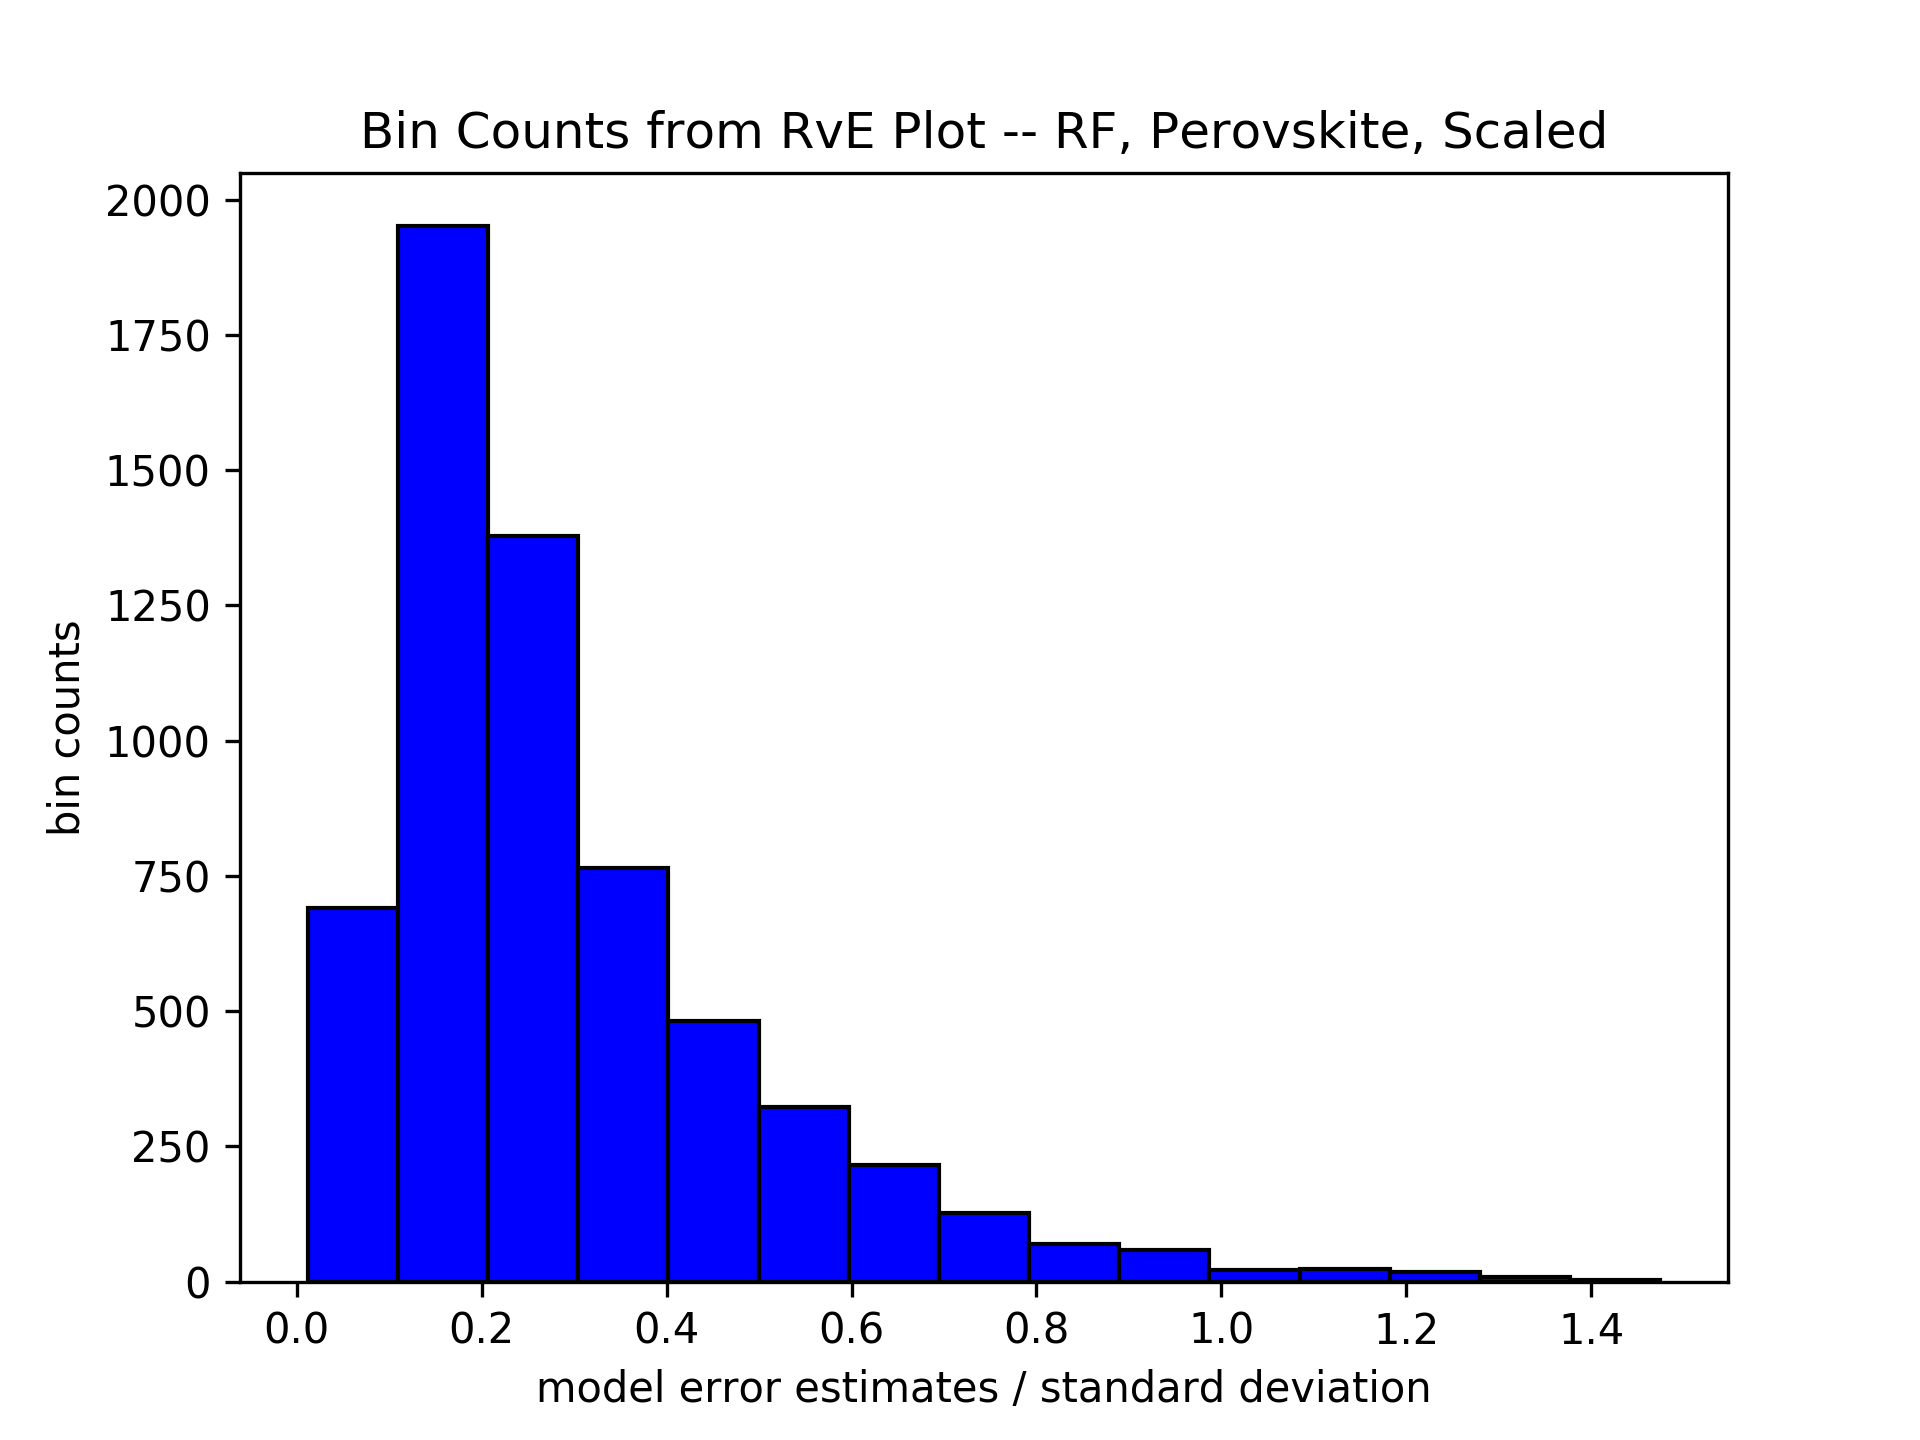 Bin Counts from RvE Plot -- RF, Perovskite, Scaled
2000
1750
1500
1250
1000
750
500
250
0
bin counts
0.0 0.2 0.4 0.6 0.8 1.0 1.2 1.4
model error estimates / standard deviation